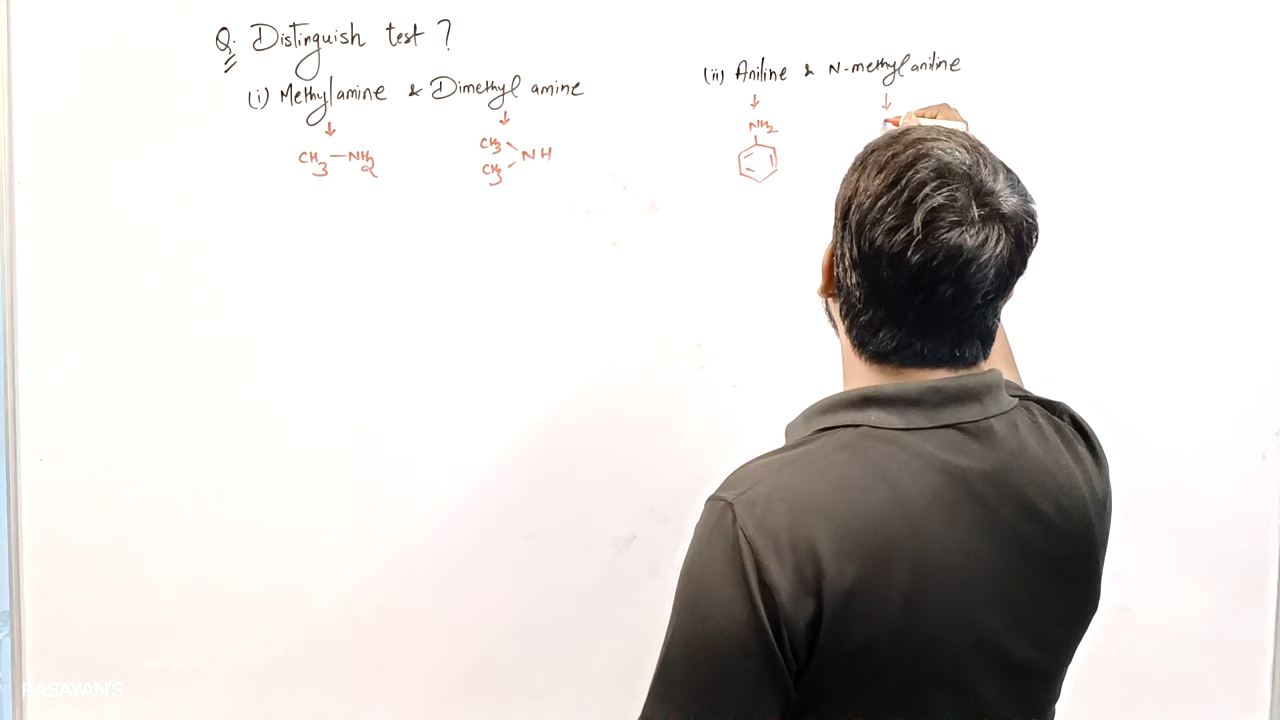 Q. Distinguish test ?
(i) Methylamine & Dimethyl amine
CH3—NH2
CH3
CH3
NH
(ii) Aniline & N-methylaniline
NH2
RASAYAN'S